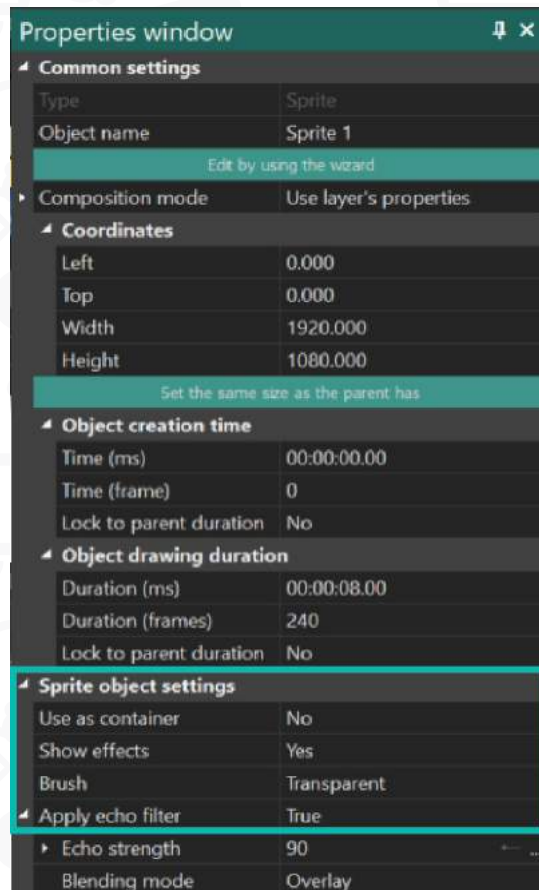 Properties window
Common settings
Type Sprite
Object name Sprite 1
Edit by using the wizard
Composition mode Use layer's properties
Coordinates
Left 0.000
Top 0.000
Width 1920.000
Height 1080.000
Set the same size as the parent has
Object creation time
Time (ms) 00:00:00.00
Time (frame) 0
Lock to parent duration No
Object drawing duration
Duration (ms) 00:00:08.00
Duration (frames) 240
Lock to parent duration No
Sprite object settings
Use as container No
Show effects Yes
Brush Transparent
Apply echo filter True
Echo strength 90 ← ...
Blending mode Overlay